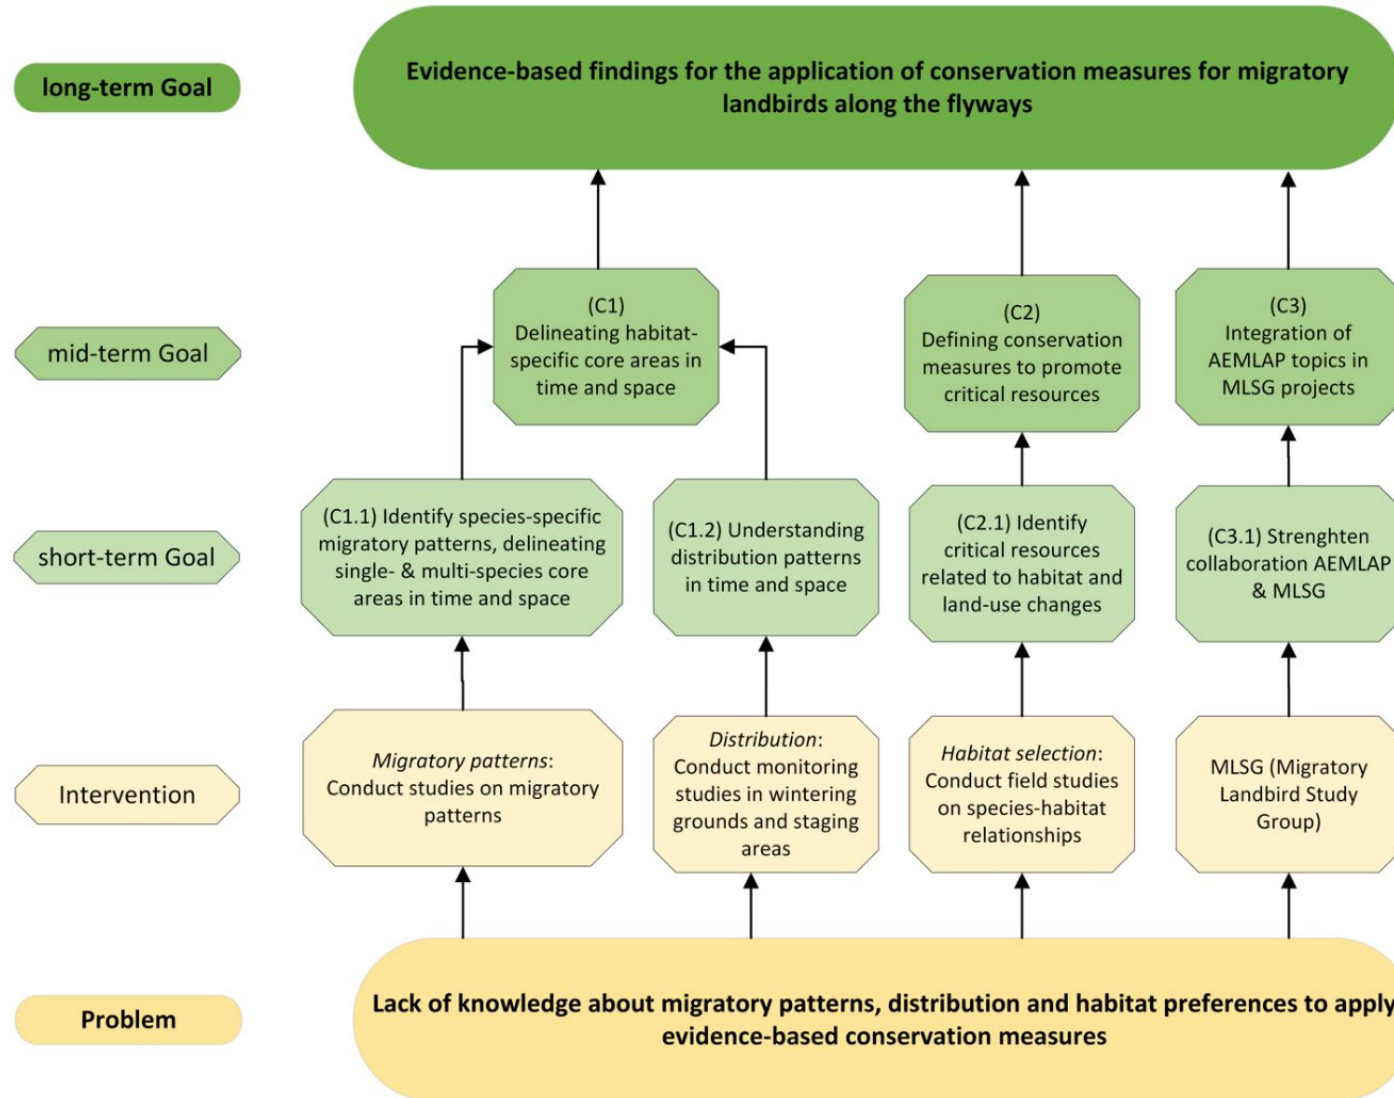 long-term Goal
Evidence-based findings for the application of conservation measures for migratory
landbirds along the flyways
mid-term Goal
(C1)
Delineating habitat-
specific core areas in
time and space
(C2)
Defining conservation
measures to promote
critical resources
(C3)
Integration of
AEMLAP topics in
MLSG projects
short-term Goal
(C1.1) Identify species-specific
migratory patterns, delineating
single- & multi-species core
areas in time and space
(C1.2) Understanding
distribution patterns
in time and space
(C2.1) Identify
critical resources
related to habitat and
land-use changes
(C3.1) Strenghten
collaboration AEMLAP
& MLSG
Intervention
Migratory patterns:
Conduct studies on migratory
patterns
Distribution:
Conduct monitoring
studies in wintering
grounds and staging
areas
Habitat selection:
Conduct field studies
on species-habitat
relationships
MLSG (Migratory
Landbird Study
Group)
Problem
Lack of knowledge about migratory patterns, distribution and habitat preferences to apply
evidence-based conservation measures